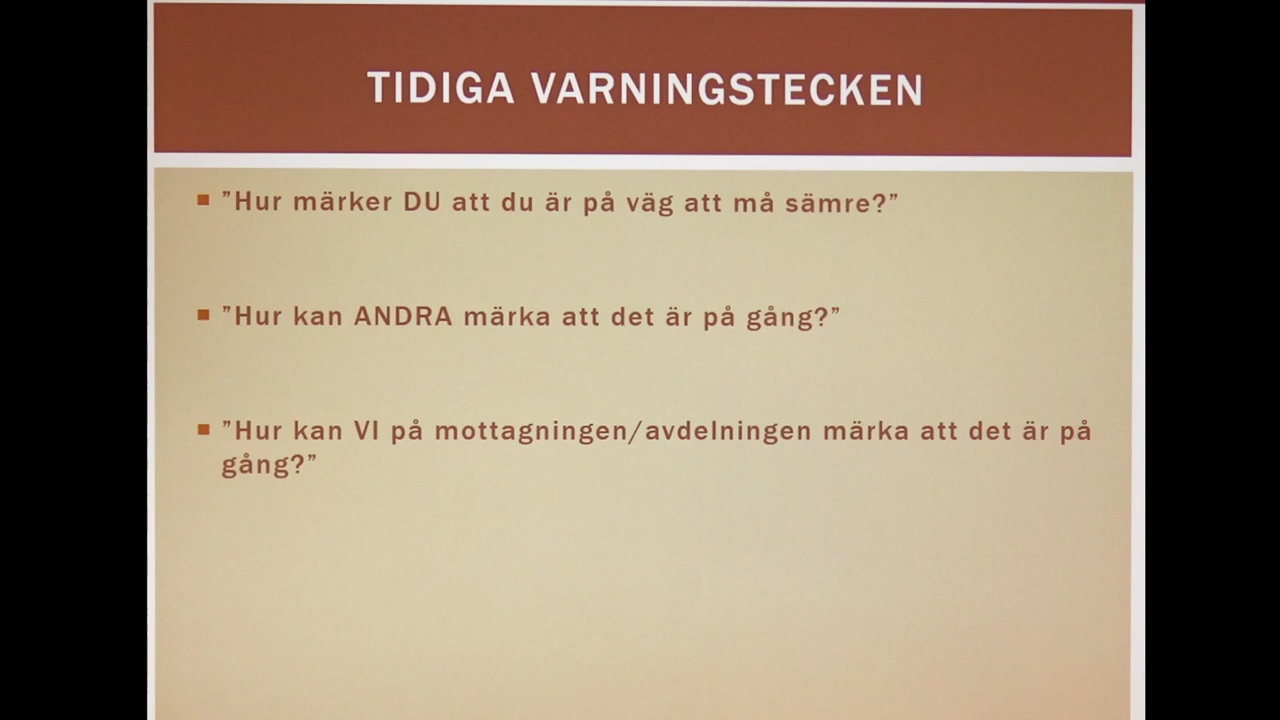 TIDIGA VARNINGSTECKEN
▪ ”Hur märker DU att du är på väg att må sämre?”
▪ ”Hur kan ANDRA märka att det är på gång?”
▪ ”Hur kan VI på mottagningen/avdelningen märka att det är på
gång?”